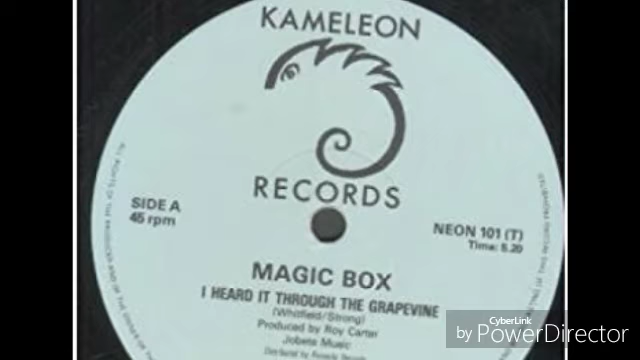 KAMELEON
RECORDS
SIDE A
45 rpm
NEON 101 (T)
Time: 5.20
MAGIC BOX
I HEARD IT THROUGH THE GRAPEVINE
(Whitfield/Strong)
Produced by Roy Carter
Jobete Music
CyberLink
by PowerDirector